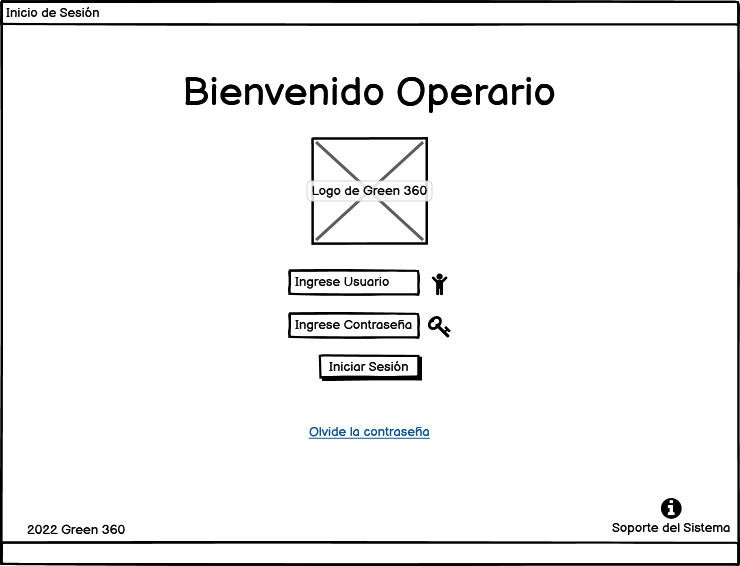 Inicio de Sesión
Bienvenido Operario
Logo de Green 360
Ingrese Usuario
Ingrese Contraseña
Iniciar Sesión
Olvide la contraseña
2022 Green 360
Soporte del Sistema